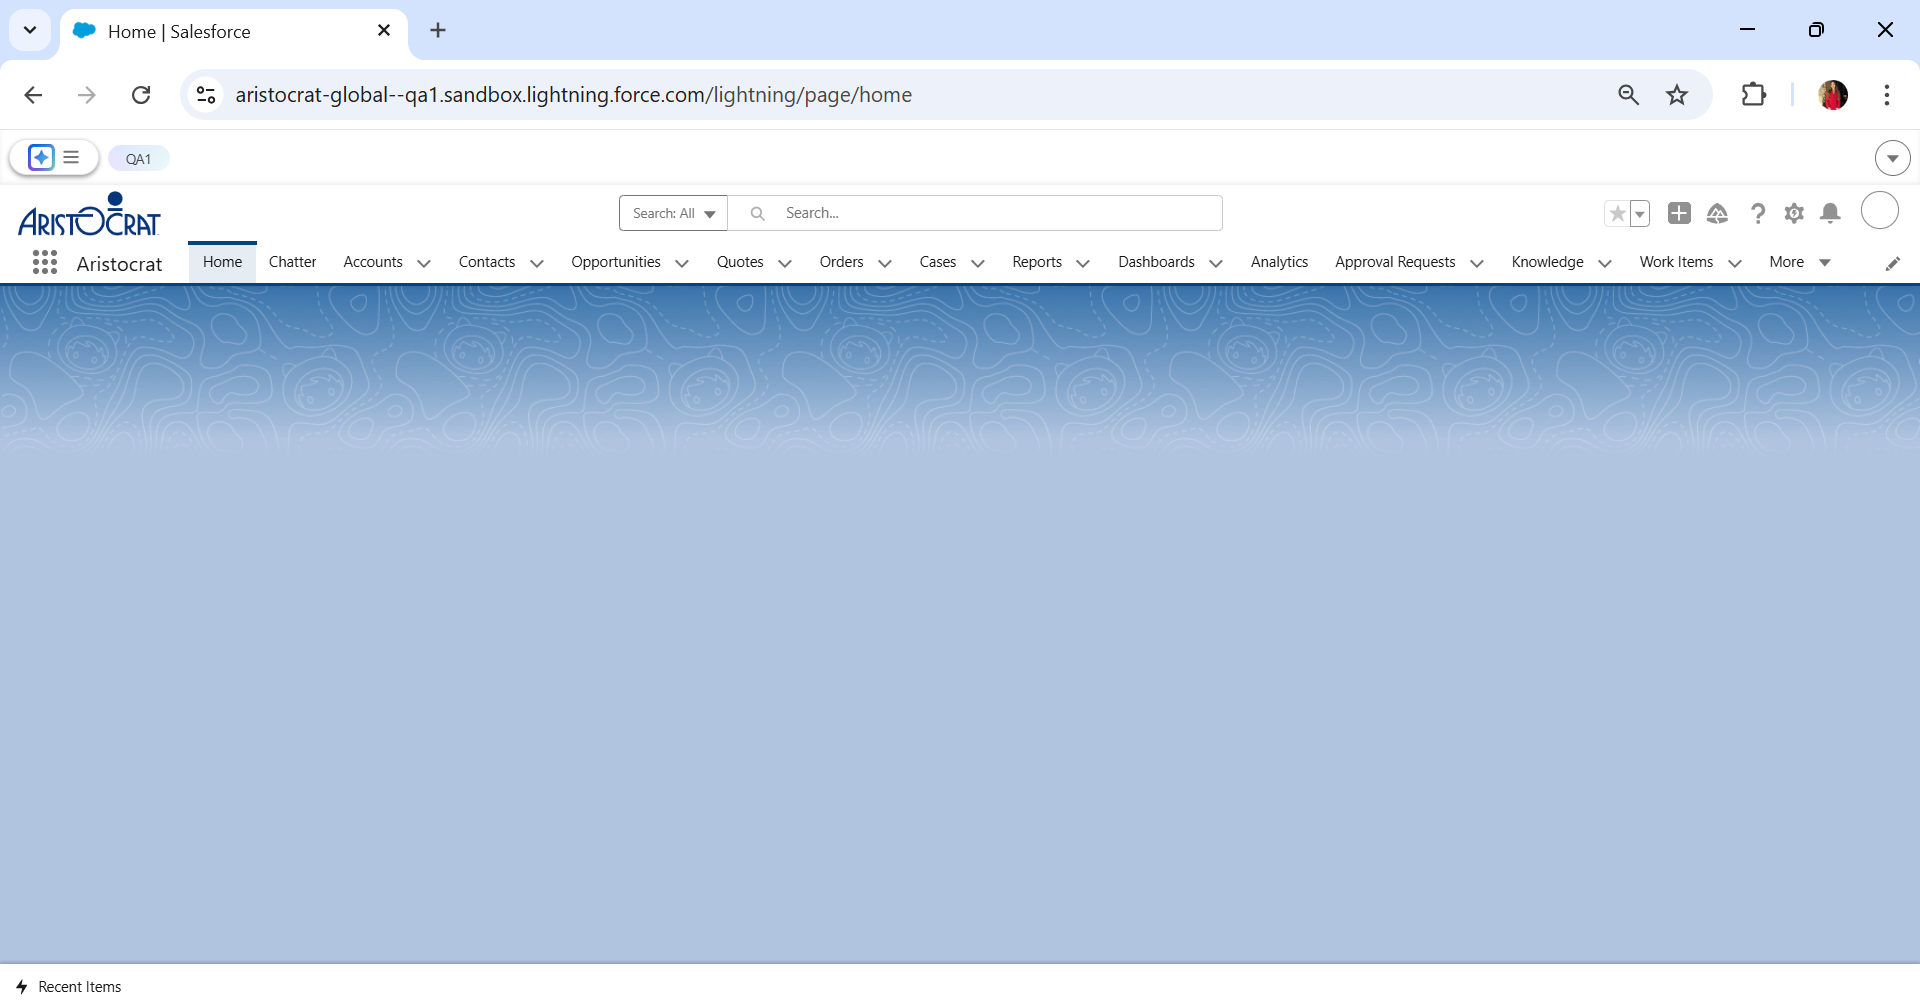 Home | Salesforce
aristocrat-global--qa1.sandbox.lightning.force.com/lightning/page/home
QA1
ARISTOCRAT
Search: All
Search...
Aristocrat
Home
Chatter
Accounts
Contacts
Opportunities
Quotes
Orders
Cases
Reports
Dashboards
Analytics
Approval Requests
Knowledge
Work Items
More
Recent Items